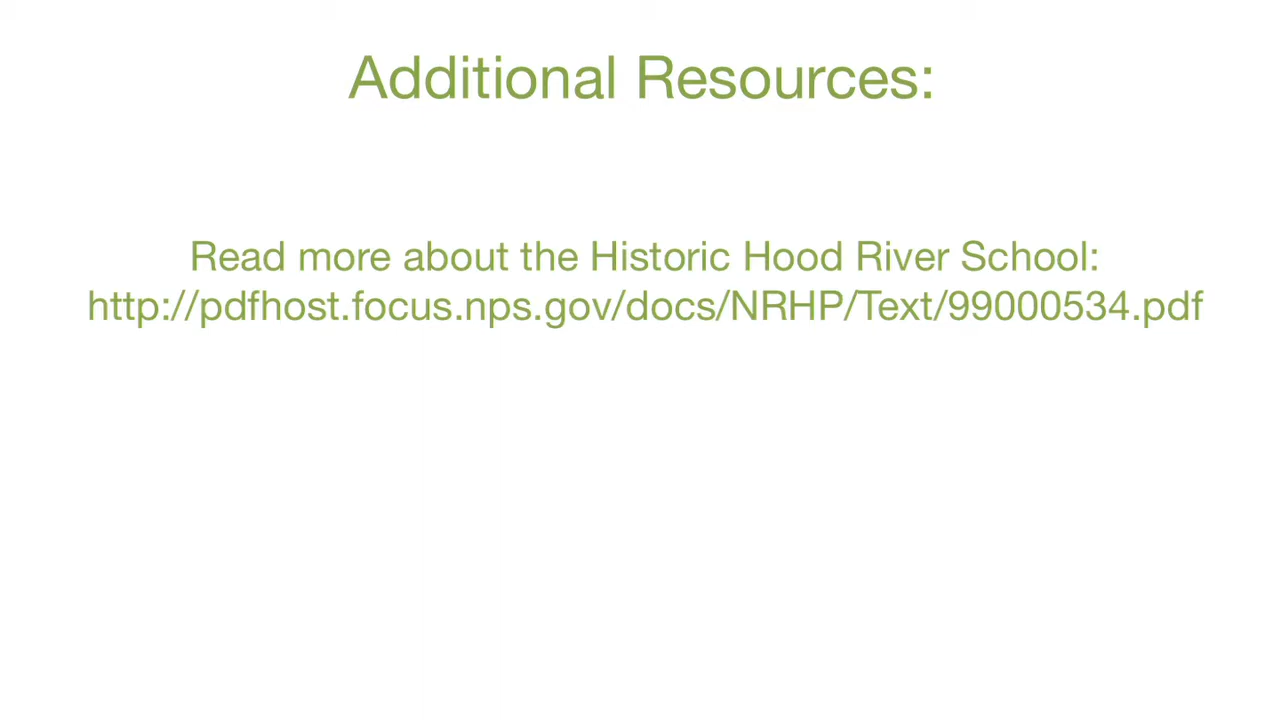 Additional Resources:
Read more about the Historic Hood River School:
http://pdfhost.focus.nps.gov/docs/NRHP/Text/99000534.pdf